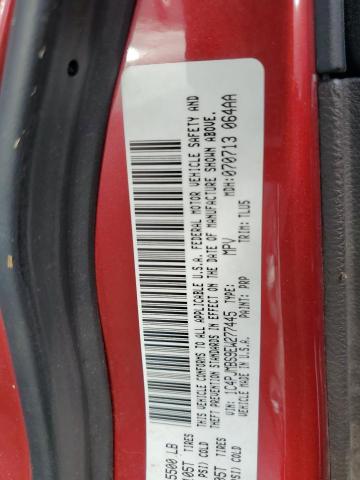 5500 LB
105T TIRES
PSI) COLD
05T TIRES
PSI) COLD
THIS VEHICLE CONFORMS TO ALL APPLICABLE U.S.A. FEDERAL MOTOR VEHICLE SAFETY AND
THEFT PREVENTION STANDARDS IN EFFECT ON THE DATE OF MANUFACTURE SHOWN ABOVE.
VIN: 1C4PJMBS9EW277445 TYPE: MPV MDH: 070713 064AA
PAINT: PRP TRIM: TLU5
MADE IN U.S.A.